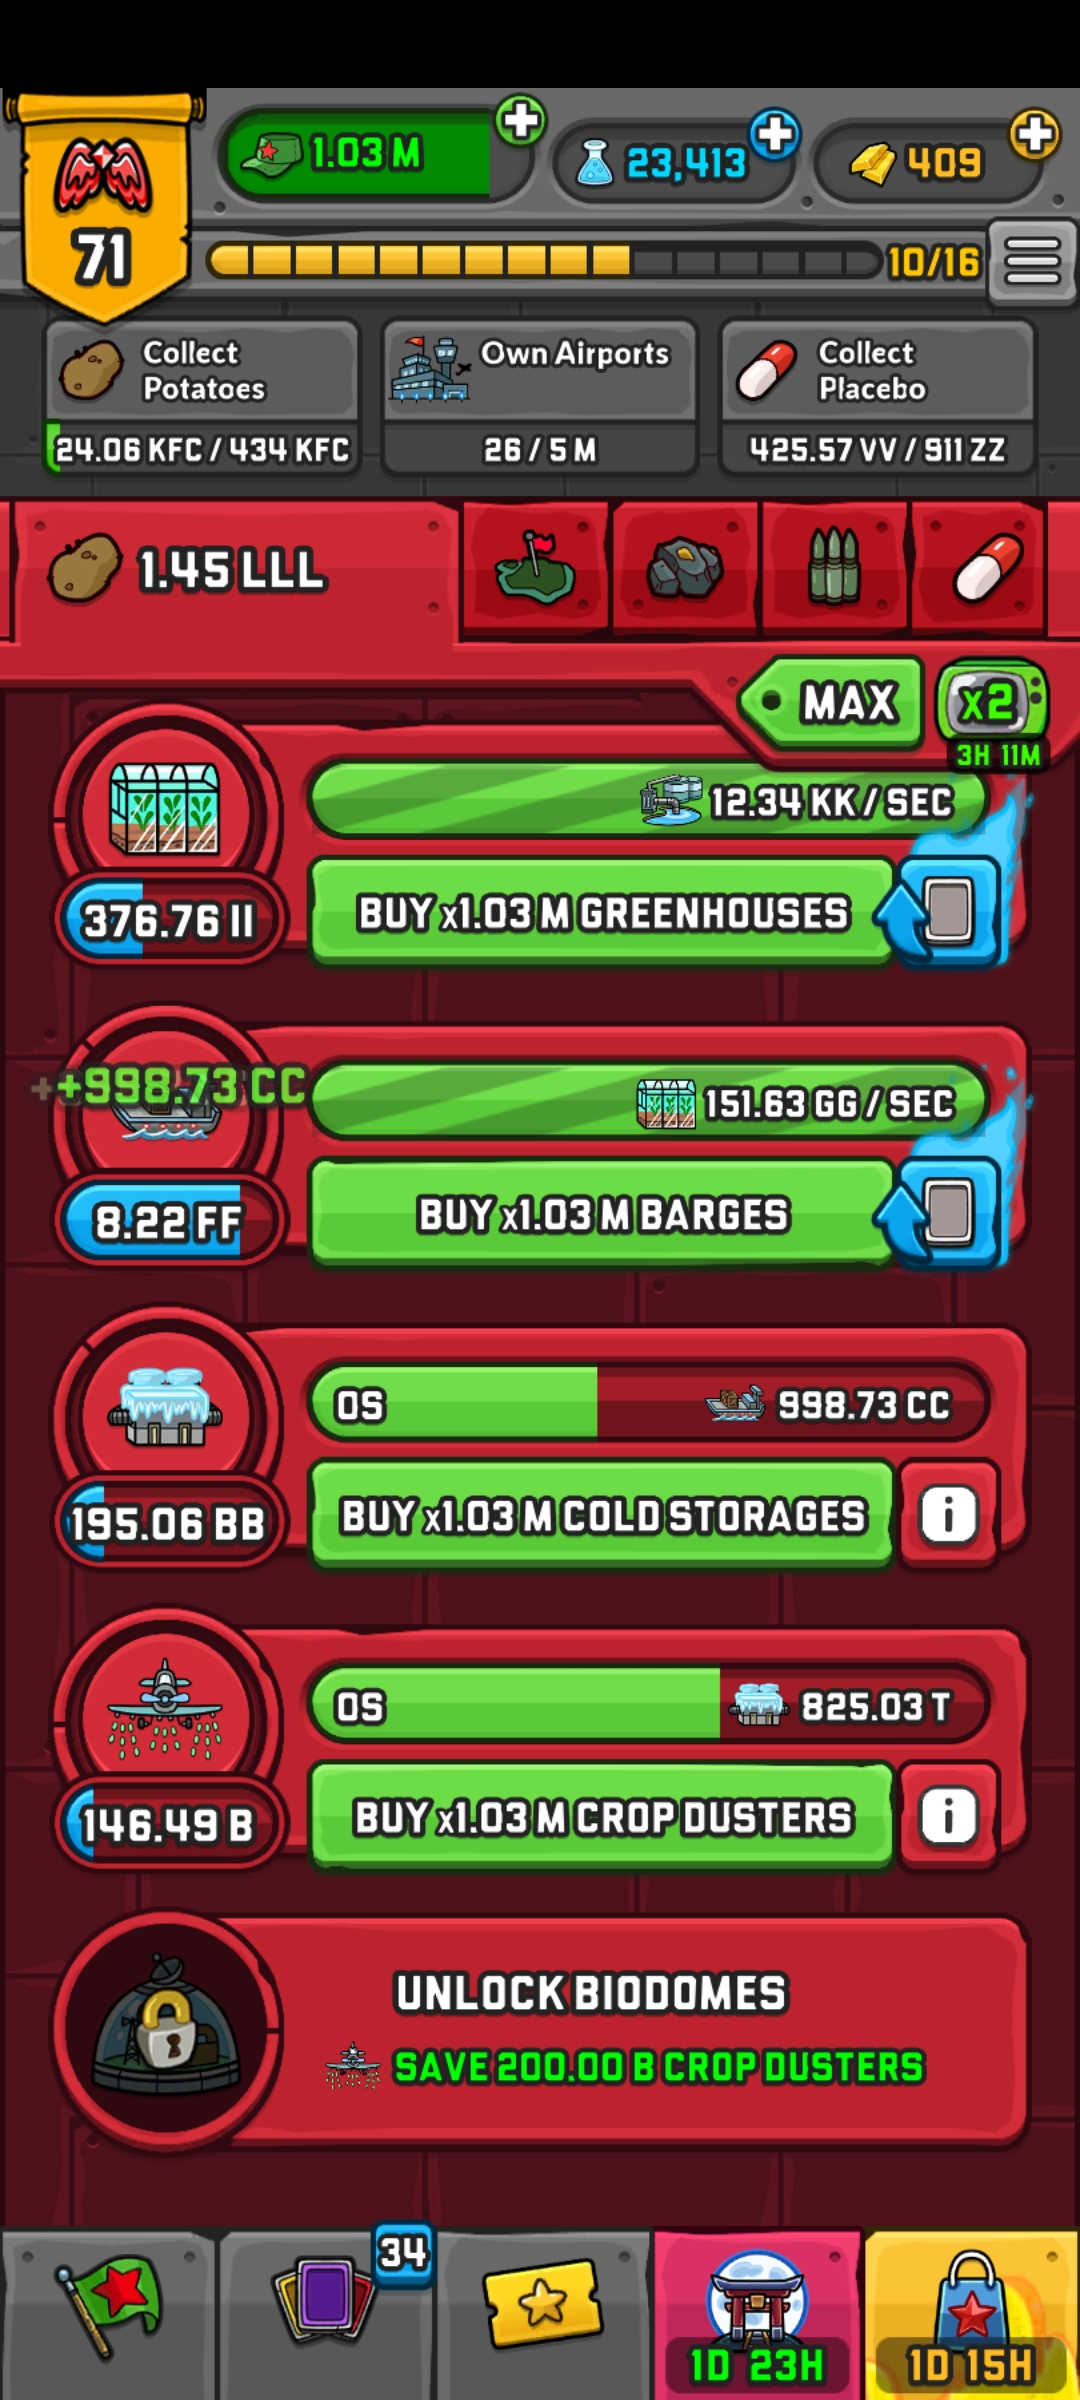 71
1.03 M
23,413
409
10/16
Collect
Potatoes
24.06 KFC / 434 KFC
Own Airports
26 / 5 M
Collect
Placebo
425.57 VV / 911 ZZ
1.45 LLL
MAX
x2
3H 11M
12.34 KK / SEC
376.76 II
BUY x1.03 M GREENHOUSES
+998.73 CC
151.63 GG / SEC
8.22 FF
BUY x1.03 M BARGES
0S
998.73 CC
195.06 BB
BUY x1.03 M COLD STORAGES
i
0S
825.03 T
146.49 B
BUY x1.03 M CROP DUSTERS
i
UNLOCK BIODOMES
SAVE 200.00 B CROP DUSTERS
34
1D 23H
1D 15H